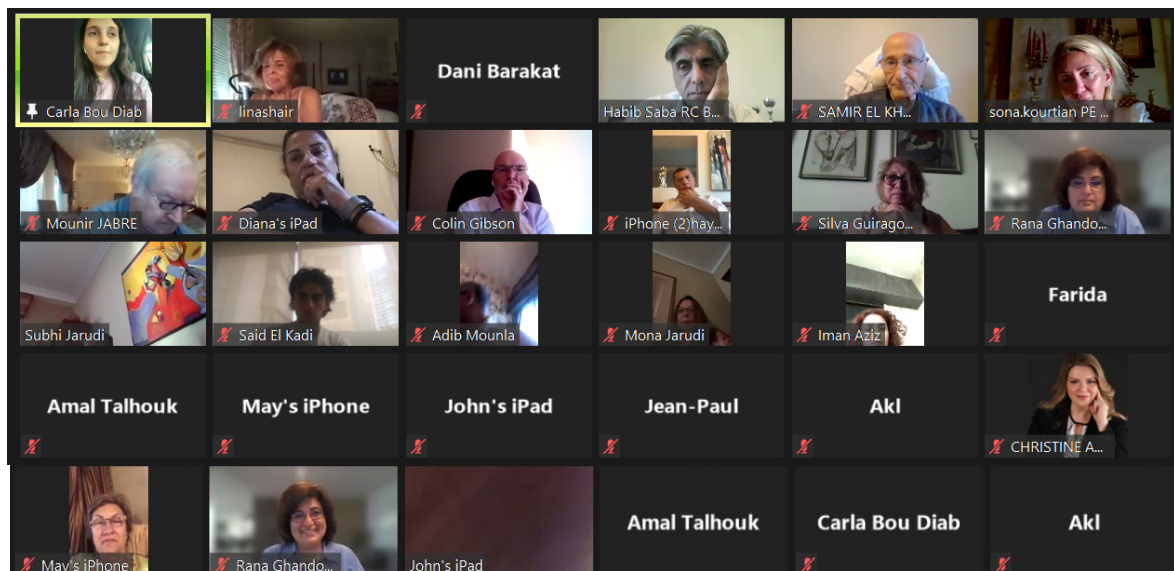 Carla Bou Diab
linashair
Dani Barakat
Habib Saba RC B...
SAMIR EL KH...
sona.kourtian PE ...
Mounir JABRE
Diana's iPad
Colin Gibson
iPhone (2)hay...
Silva Guirago...
Rana Ghando...
Subhi Jarudi
Said El Kadi
Adib Mounla
Mona Jarudi
Iman Aziz
Farida
Amal Talhouk
May's iPhone
John's iPad
Jean-Paul
Akl
CHRISTINE A...
May's iPhone
Rana Ghando...
John's iPad
Amal Talhouk
Carla Bou Diab
Akl